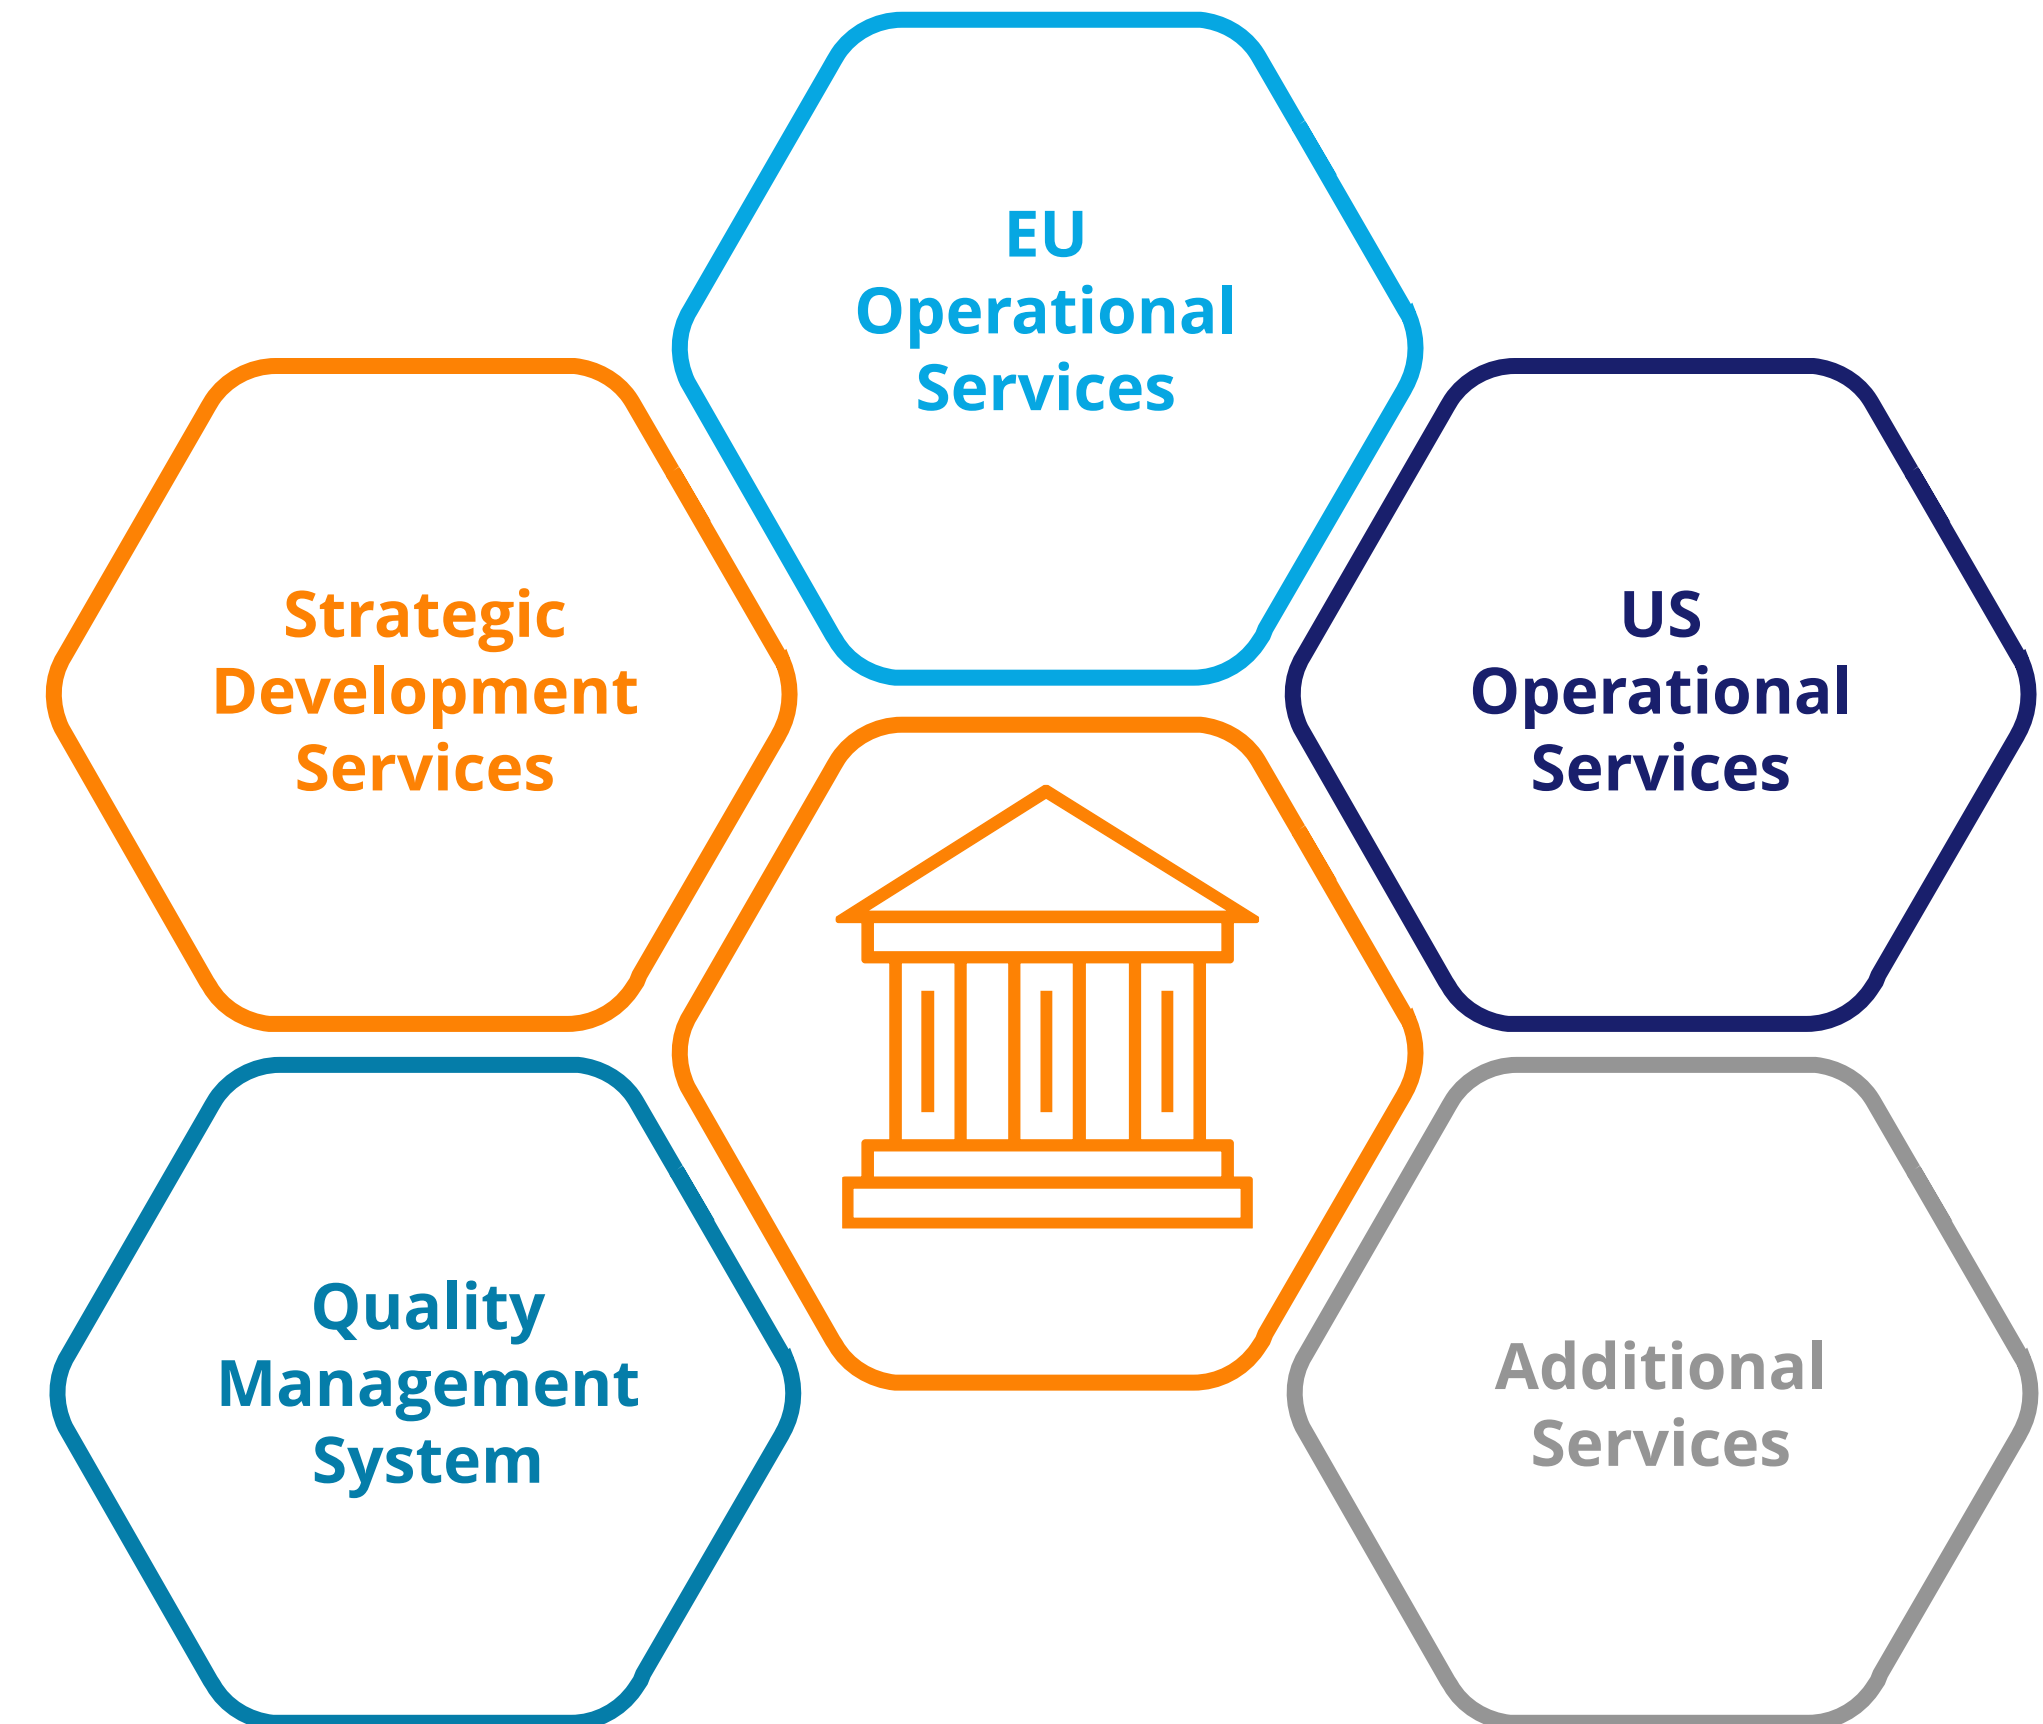 EU
Operational
Services
Strategic
Development
Services
US
Operational
Services
Quality
Management
System
Additional
Services